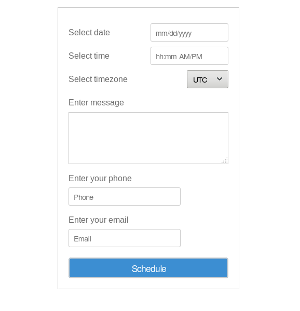 Select date
mm/dd/yyyy
Select time
hh:mm AM/PM
Select timezone
UTC
Enter message
Enter your phone
Phone
Enter your email
Email
Schedule